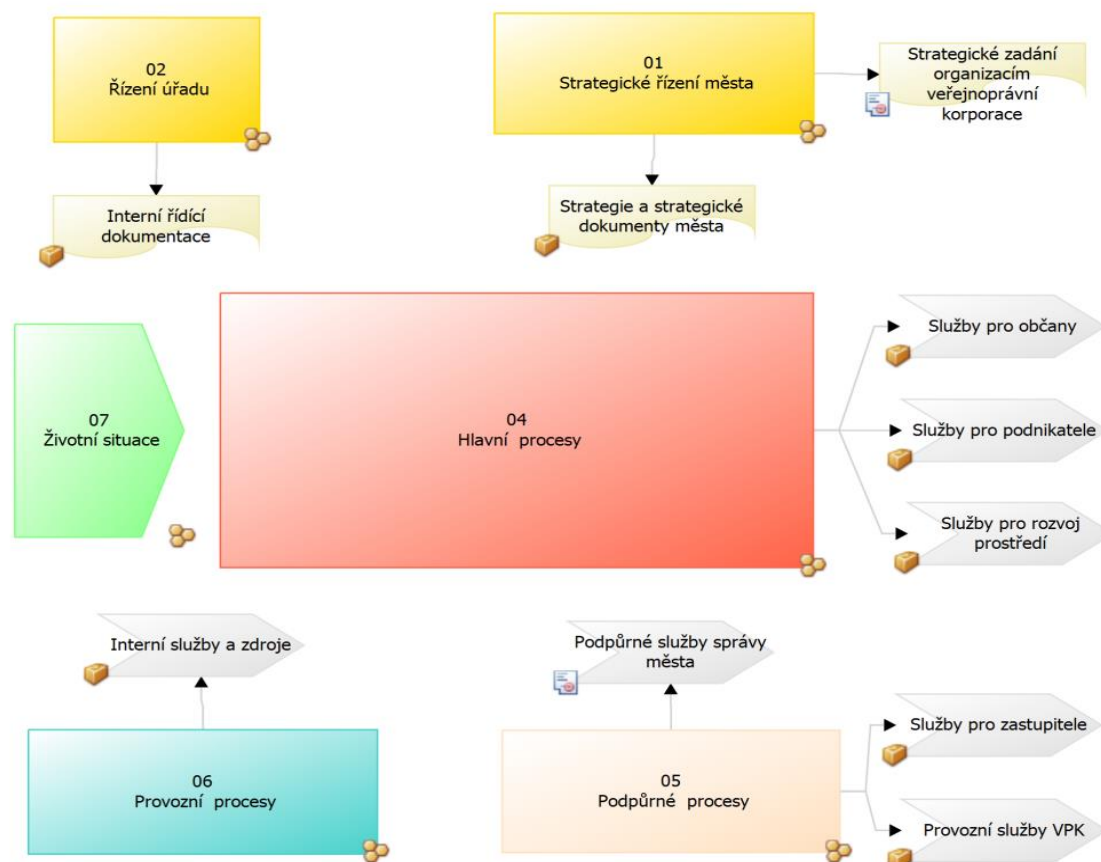 02
Řízení úřadu
01
Strategické řízení města
Strategické zadání
organizacím
veřejnoprávní
korporace
Interní řídící
dokumentace
Strategie a strategické
dokumenty města
07
Životní situace
04
Hlavní procesy
Služby pro občany
Služby pro podnikatele
Služby pro rozvoj
prostředí
Interní služby a zdroje
Podpůrné služby správy
města
06
Provozní procesy
05
Podpůrné procesy
Služby pro zastupitele
Provozní služby VPK